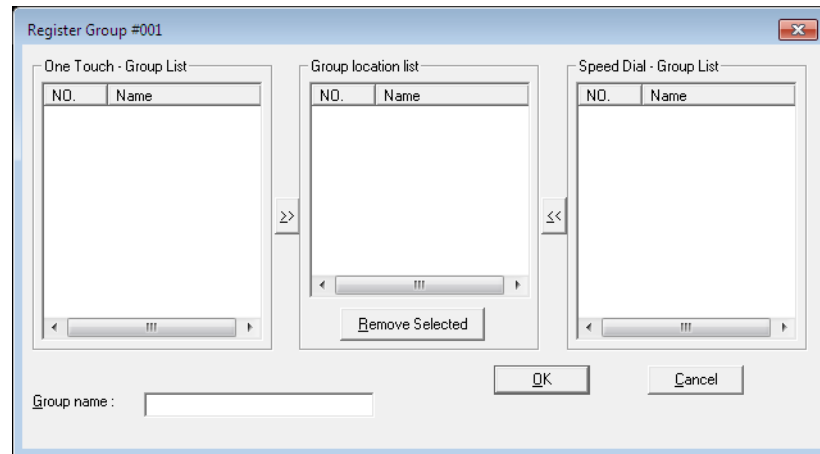 Register Group #001
One Touch - Group List
Group location list
Speed Dial - Group List
NO. Name
NO. Name
NO. Name
>>
<<
Remove Selected
OK
Cancel
Group name :